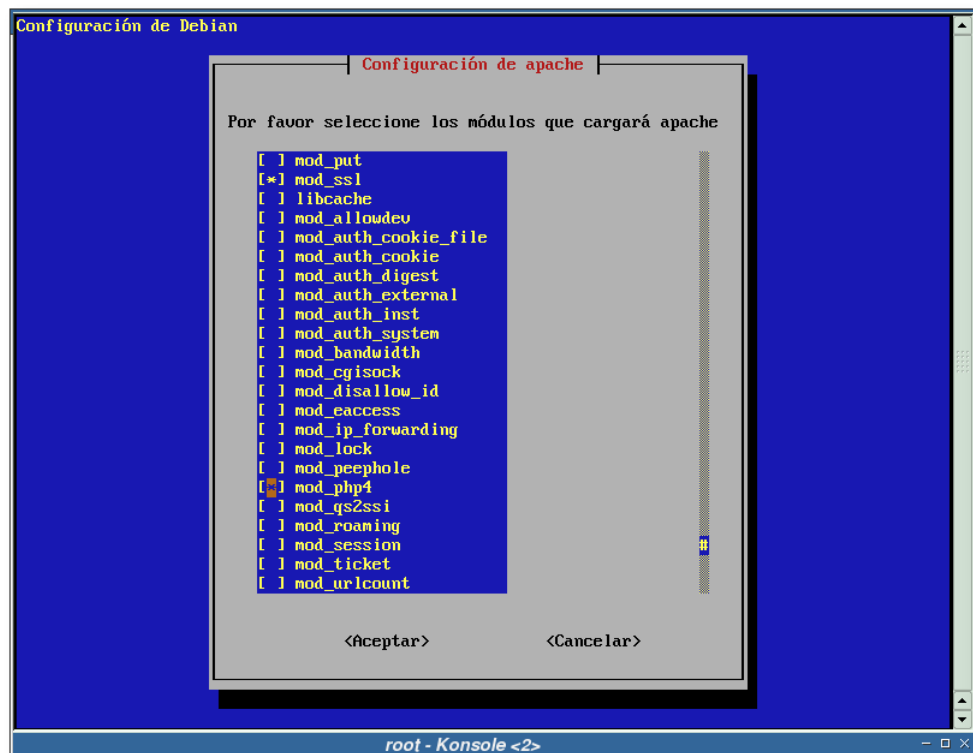 Configuración de Debian
Configuración de apache
Por favor seleccione los módulos que cargará apache
[ ] mod_put
[*] mod_ssl
[ ] libcache
[ ] mod_allowdev
[ ] mod_auth_cookie_file
[ ] mod_auth_cookie
[ ] mod_auth_digest
[ ] mod_auth_external
[ ] mod_auth_inst
[ ] mod_auth_system
[ ] mod_bandwidth
[ ] mod_cgisock
[ ] mod_disallow_id
[ ] mod_eaccess
[ ] mod_ip_forwarding
[ ] mod_lock
[ ] mod_peephole
[*] mod_php4
[ ] mod_qs2ssi
[ ] mod_roaming
[ ] mod_session #
[ ] mod_ticket
[ ] mod_urlcount
<Aceptar> <Cancelar>
root - Konsole <2>